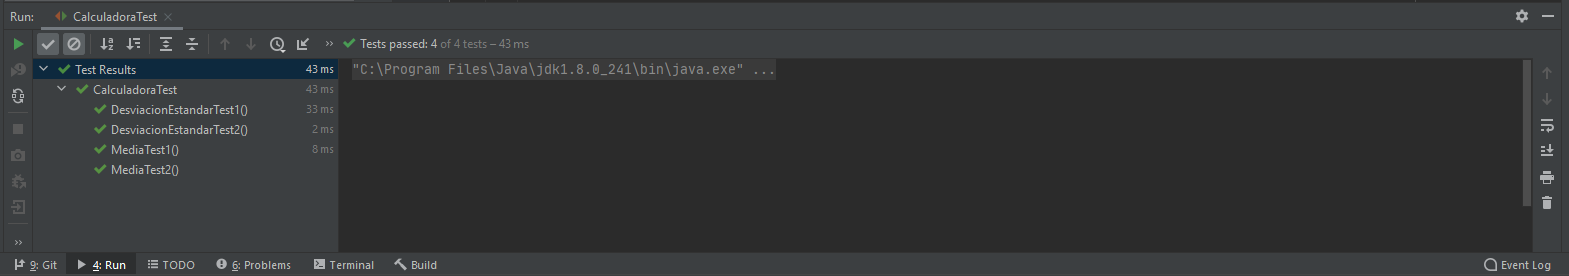 Run: CalculadoraTest
Tests passed: 4 of 4 tests – 43 ms
Test Results 43 ms
"C:\Program Files\Java\jdk1.8.0_241\bin\java.exe" ...
CalculadoraTest 43 ms
DesviacionEstandarTest1() 33 ms
DesviacionEstandarTest2() 2 ms
MediaTest1() 8 ms
MediaTest2()
9: Git 4: Run TODO 6: Problems Terminal Build Event Log